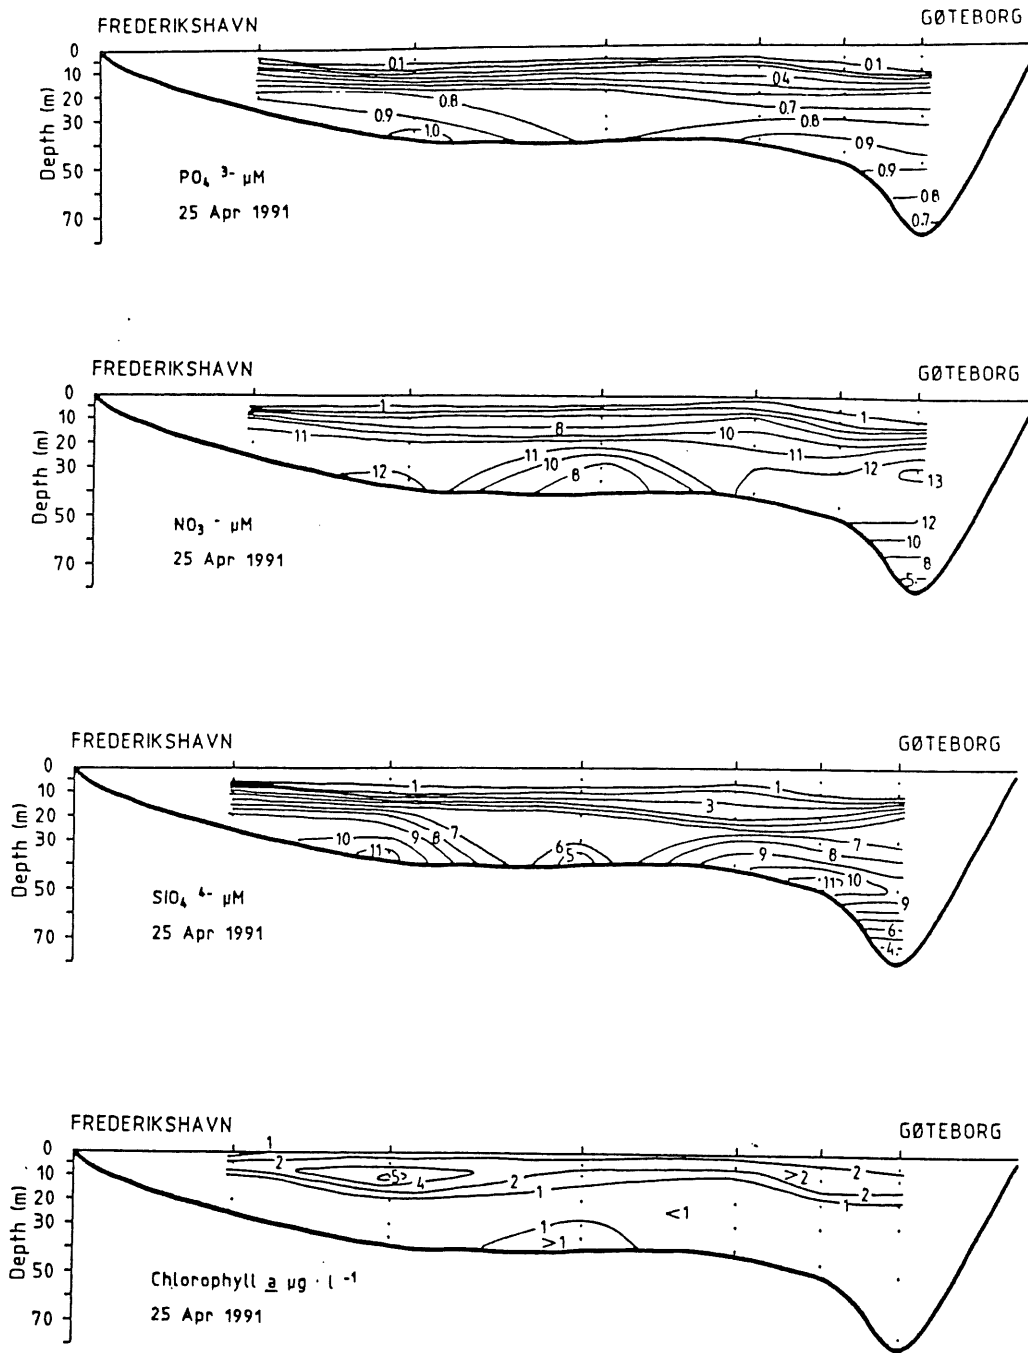 FREDERIKSHAVN GØTEBORG
0
10
20
30
50
70
Depth (m)
0.1 0.1
0.4
0.8 0.7
0.9 0.8
1.0 0.9
0.9
0.8
0.7
PO₄ ³⁻ µM
25 Apr 1991
FREDERIKSHAVN GØTEBORG
0
10
20
30
50
70
Depth (m)
1 1
8 10
11 11 11
12 10 12
8 13
12
10
8
5
NO₃ ⁻ µM
25 Apr 1991
FREDERIKSHAVN GØTEBORG
0
10
20
30
50
70
Depth (m)
1 1
3
7 7
10 9 8 6 8
11 5 9
11 10
9
6
4
SIO₄ ⁴⁻ µM
25 Apr 1991
FREDERIKSHAVN GØTEBORG
0
10
20
30
50
70
Depth (m)
1
2 >2 2
5 4 2 2
1 1
<1
1
>1
Chlorophyll a µg · l ⁻¹
25 Apr 1991